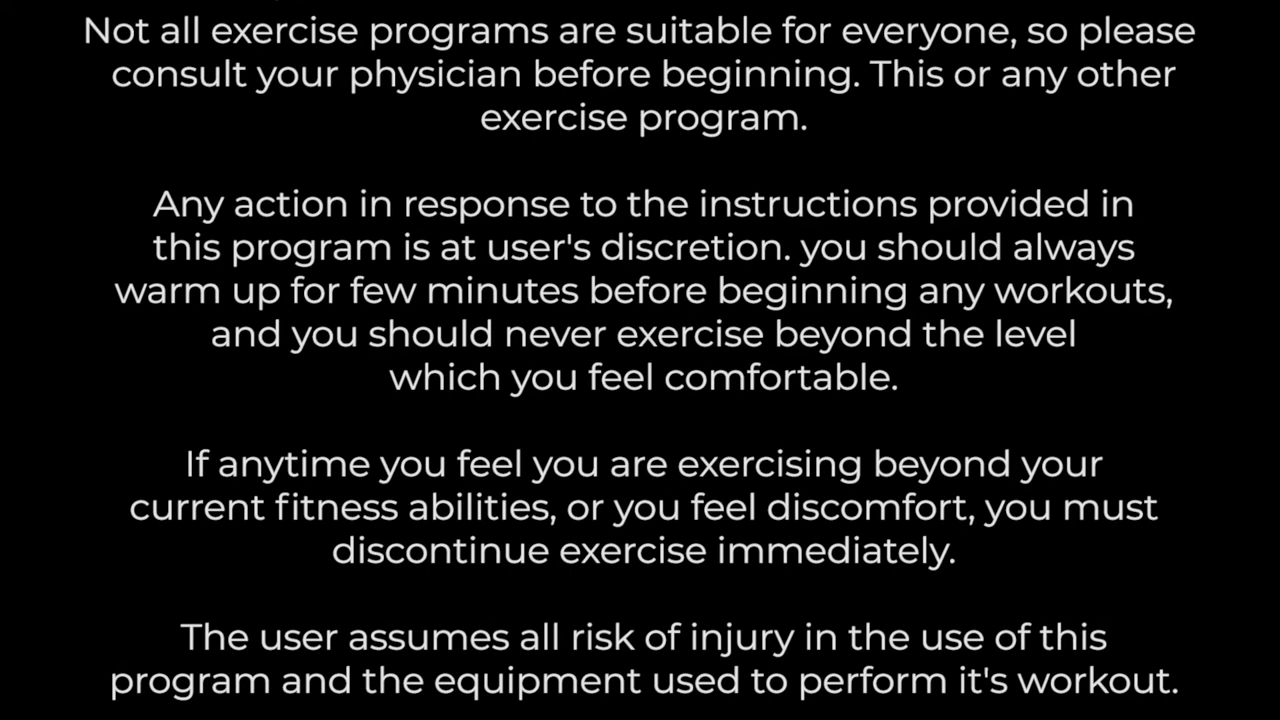 Not all exercise programs are suitable for everyone, so please
consult your physician before beginning. This or any other
exercise program.
Any action in response to the instructions provided in
this program is at user's discretion. you should always
warm up for few minutes before beginning any workouts,
and you should never exercise beyond the level
which you feel comfortable.
If anytime you feel you are exercising beyond your
current fitness abilities, or you feel discomfort, you must
discontinue exercise immediately.
The user assumes all risk of injury in the use of this
program and the equipment used to perform it's workout.